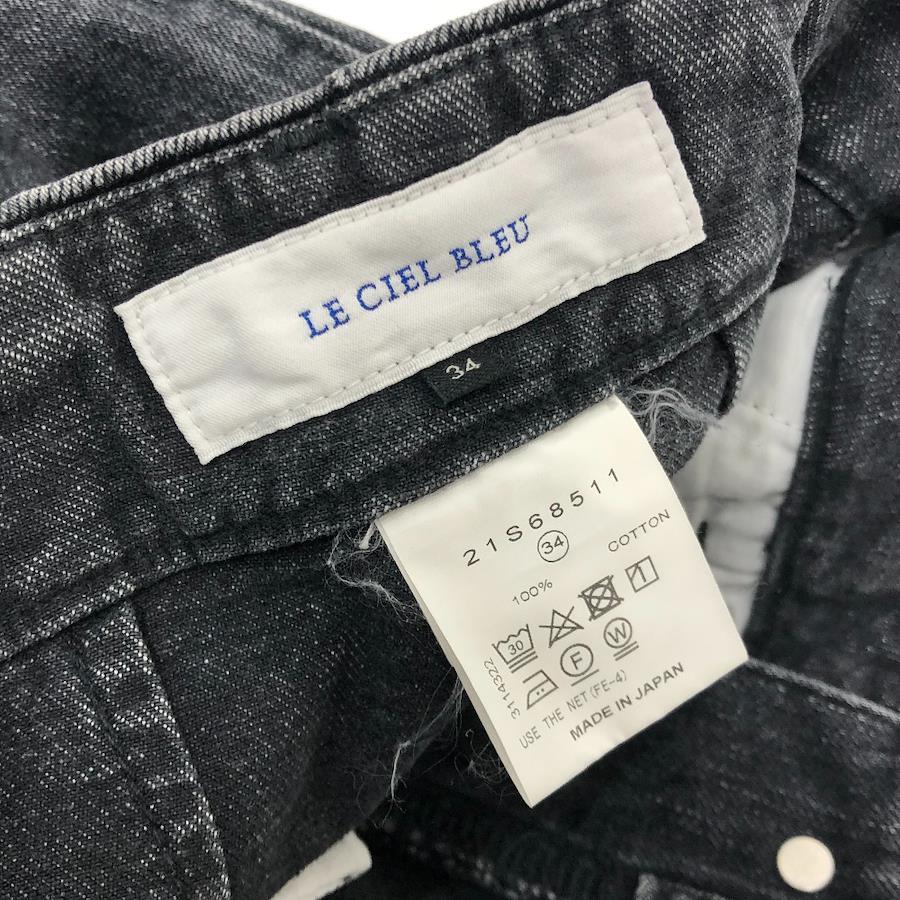 LE CIEL BLEU
34
21S68511
34
100% COTTON
30
F W
3114322
USE THE NET(FE-4)
MADE IN JAPAN